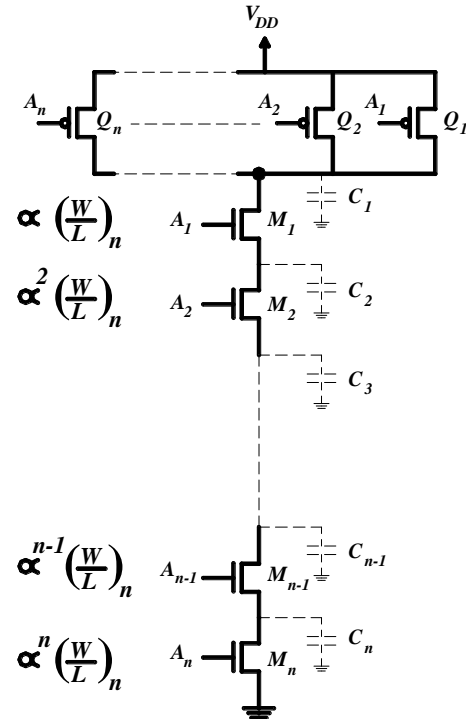 V_DD
A_n Q_n A_2 Q_2 A_1 Q_1
C_1
∝ (W/L)_n A_1 M_1
∝^2 (W/L)_n A_2 M_2 C_2
C_3
C_{n-1}
∝^{n-1} (W/L)_n A_{n-1} M_{n-1}
C_n
∝^n (W/L)_n A_n M_n